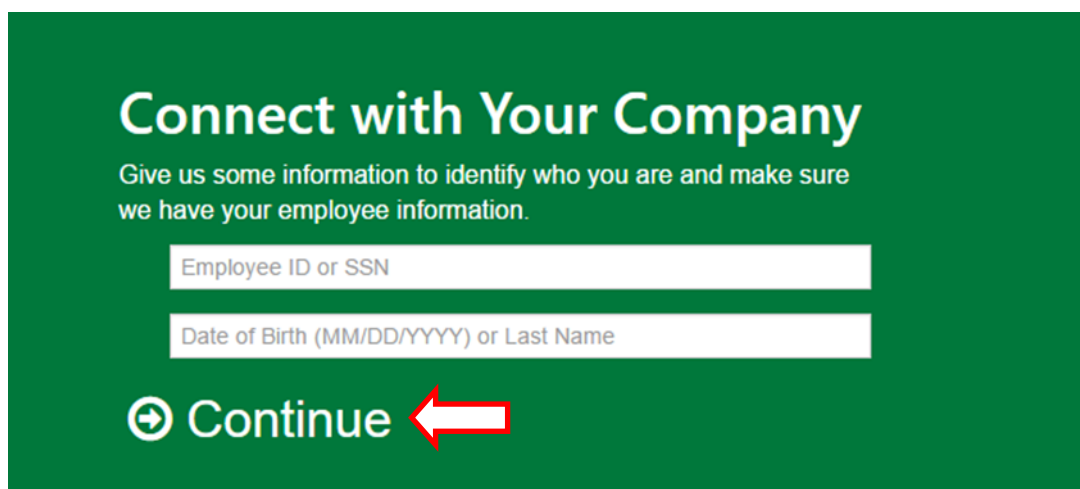 Connect with Your Company
Give us some information to identify who you are and make sure
we have your employee information.
Employee ID or SSN
Date of Birth (MM/DD/YYYY) or Last Name
Continue